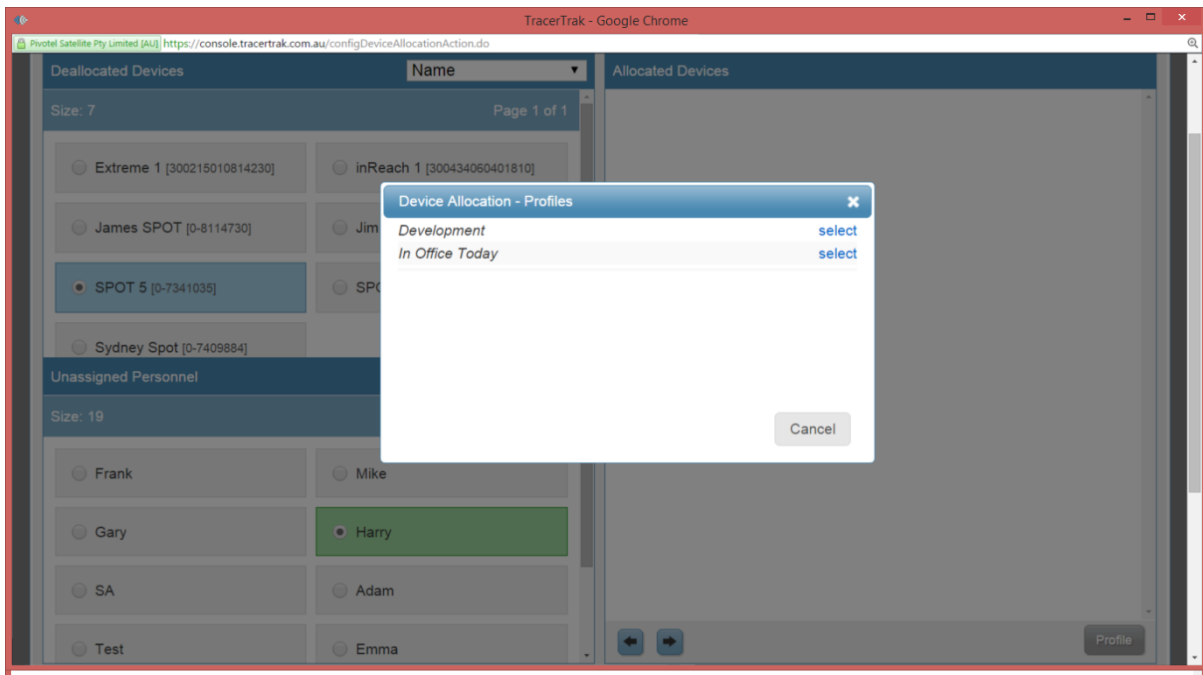 TracerTrak - Google Chrome
Pivotel Satellite Pty Limited [AU] https://console.tracertrak.com.au/configDeviceAllocationAction.do
Deallocated Devices Name Allocated Devices
Size: 7 Page 1 of 1
Extreme 1 [300215010814230] inReach 1 [300434060401810]
Device Allocation - Profiles
James SPOT [0-8114730] Jim
Development select
In Office Today select
SPOT 5 [0-7341035]
Sydney Spot [0-7409884]
Unassigned Personnel
Size: 19
Cancel
Frank Mike
Gary Harry
SA Adam
Test Emma
Profile